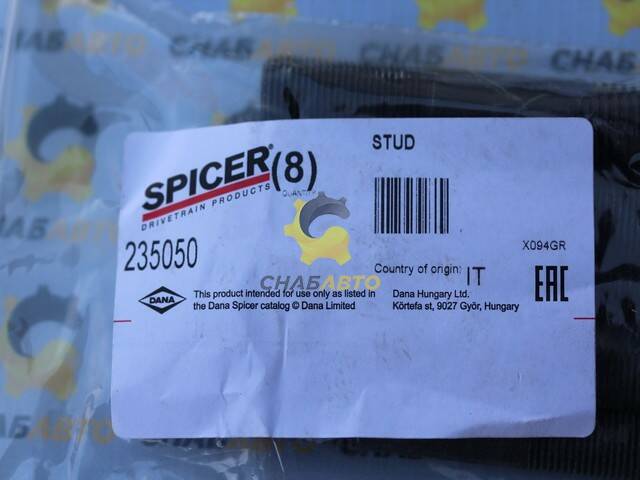 СНАБАВТО
SPICER® (8) STUD
DRIVETRAIN PRODUCTS QUANTITY
235050 X094GR
СНАБАВТО
Country of origin: IT
EAC
DANA This product intended for use only as listed in
the Dana Spicer catalog © Dana Limited
Dana Hungary Ltd.
Körtefa st, 9027 Győr, Hungary
СНАБАВТО